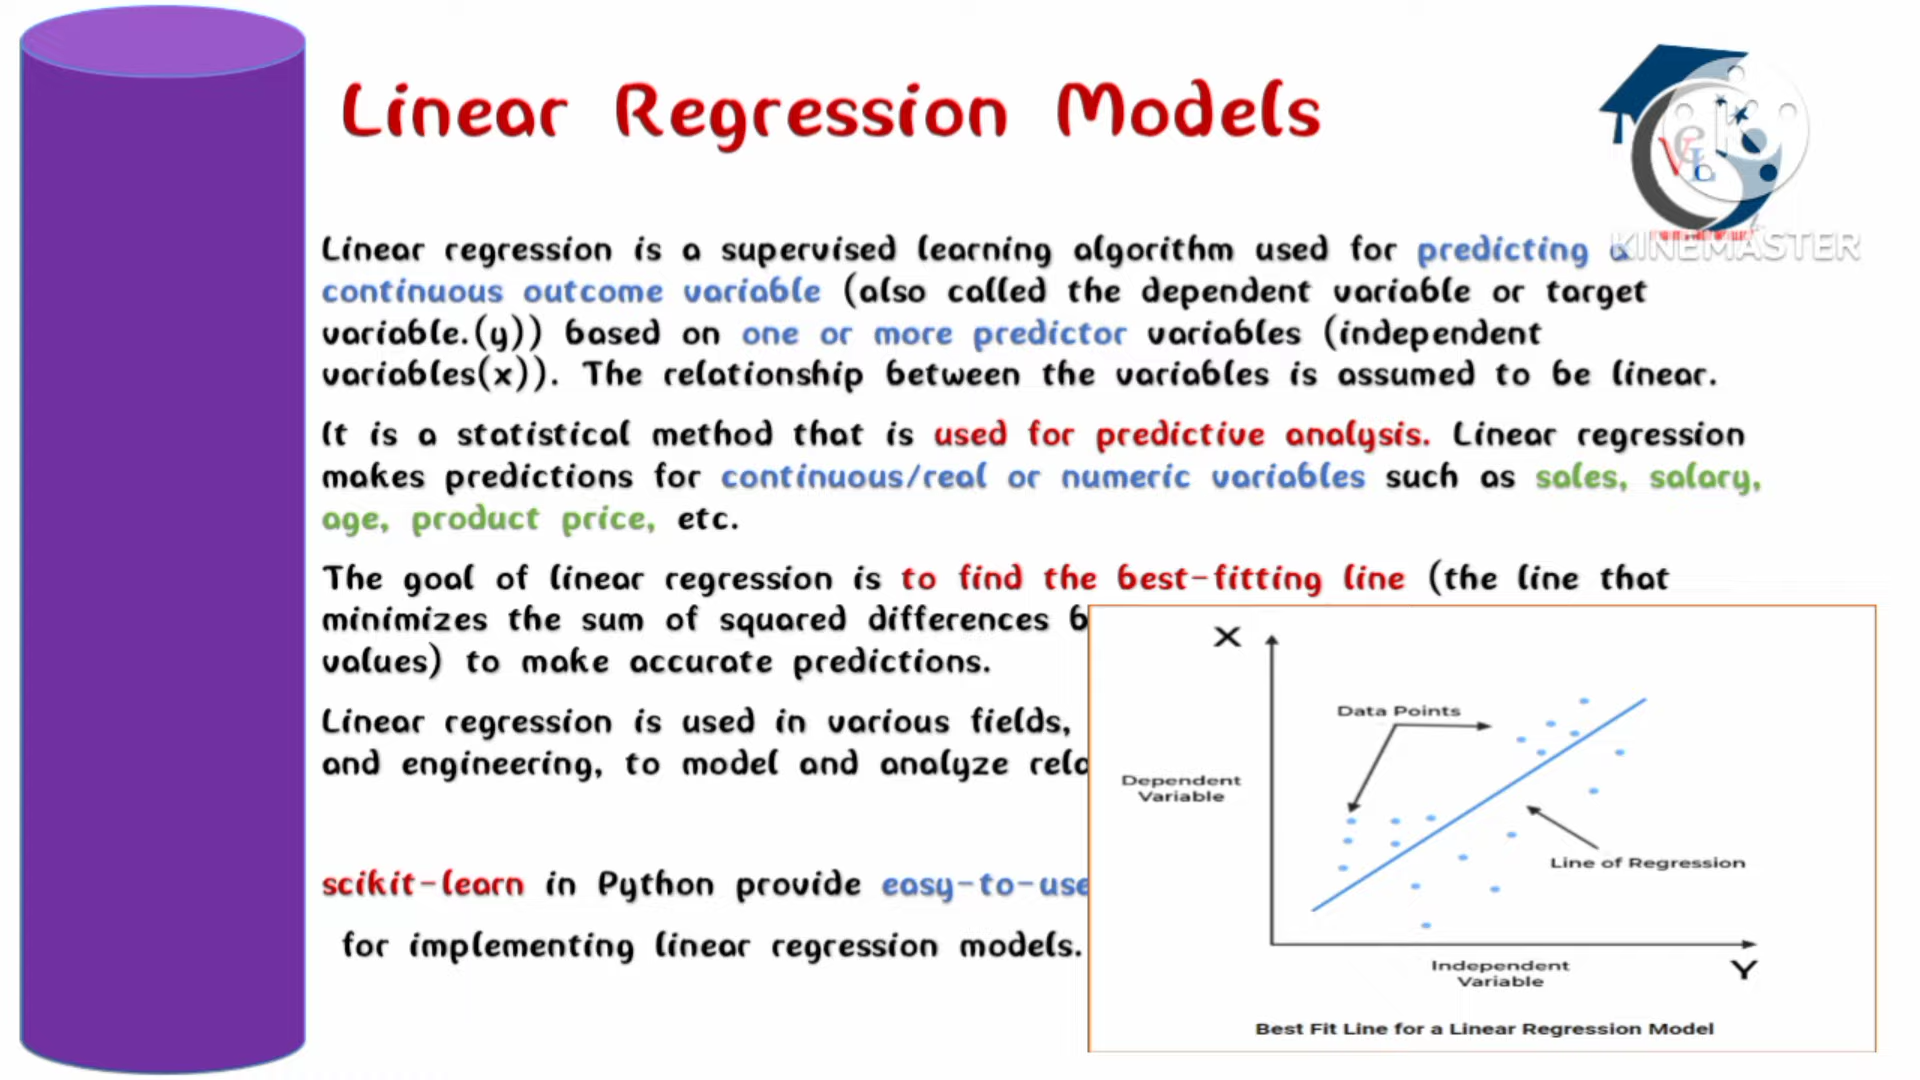 Linear Regression Models
Linear regression is a supervised learning algorithm used for predicting a
continuous outcome variable (also called the dependent variable or target
variable.(y)) based on one or more predictor variables (independent
variables(x)). The relationship between the variables is assumed to be linear.
It is a statistical method that is used for predictive analysis. Linear regression
makes predictions for continuous/real or numeric variables such as sales, salary,
age, product price, etc.
The goal of linear regression is to find the best-fitting line (the line that
minimizes the sum of squared differences
values) to make accurate predictions.
Linear regression is used in various fields,
and engineering, to model and analyze
scikit-learn in Python provide easy-to-use
for implementing linear regression models.
KINEMASTER
X
Data Points
Dependent
Variable
Line of Regression
Independent
Variable
Y
Best Fit Line for a Linear Regression Model